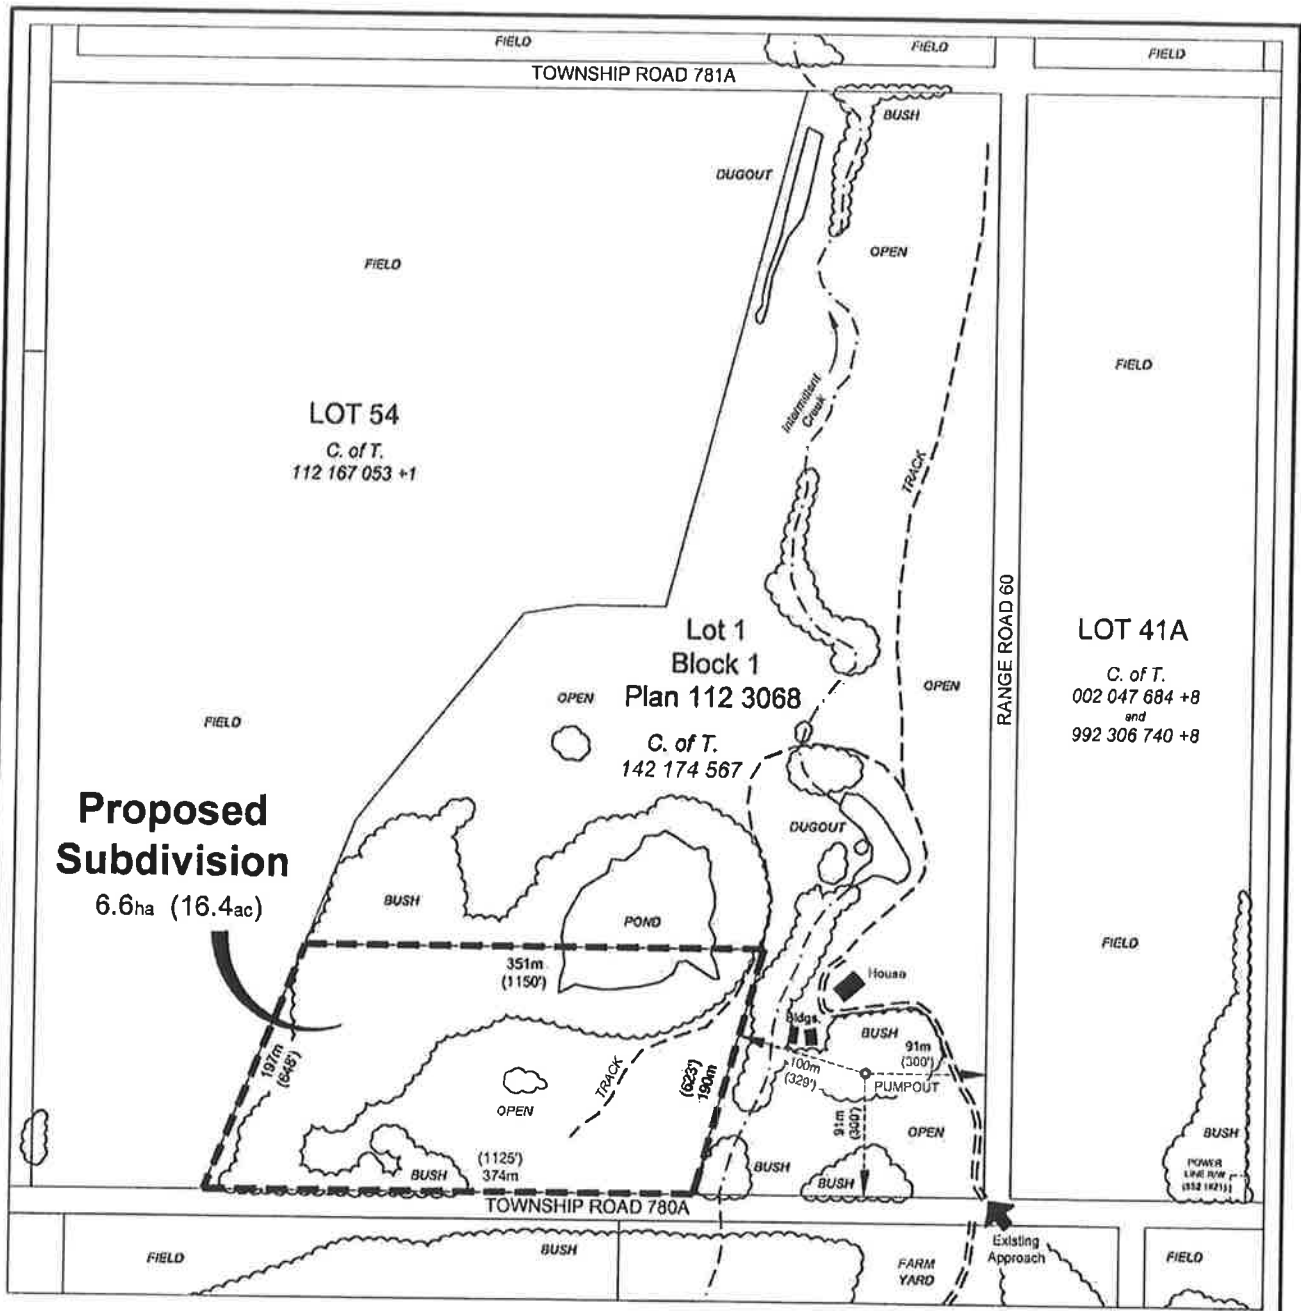 FIELD
FIELD
FIELD
TOWNSHIP ROAD 781A
BUSH
DUGOUT
OPEN
FIELD
FIELD
Intermittent
Creek
LOT 54
C. of T.
112 167 053 +1
TRACK
RANGE ROAD 60
Lot 1
Block 1
Plan 112 3068
C. of T.
142 174 567
LOT 41A
C. of T.
002 047 684 +8
and
992 306 740 +8
OPEN
OPEN
FIELD
Proposed
Subdivision
6.6ha (16.4ac)
DUGOUT
BUSH
POND
FIELD
351m
(1150')
House
Bldgs.
BUSH
91m
(300')
197m
(648')
TRACK
(623')
190m
100m
(329')
PUMPOUT
OPEN
91m
(300')
OPEN
BUSH
(1125')
374m
BUSH
BUSH
BUSH
POWER
LINE R/W
TOWNSHIP ROAD 780A
Existing
Approach
FIELD
BUSH
FARM
YARD
FIELD